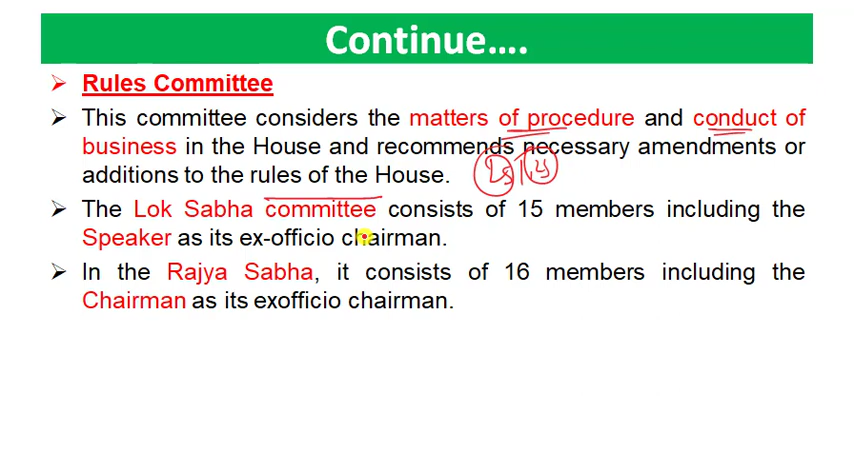 Continue....
➢ Rules Committee
➢ This committee considers the matters of procedure and conduct of
business in the House and recommends necessary amendments or
additions to the rules of the House.
➢ The Lok Sabha committee consists of 15 members including the
Speaker as its ex-officio chairman.
➢ In the Rajya Sabha, it consists of 16 members including the
Chairman as its exofficio chairman.